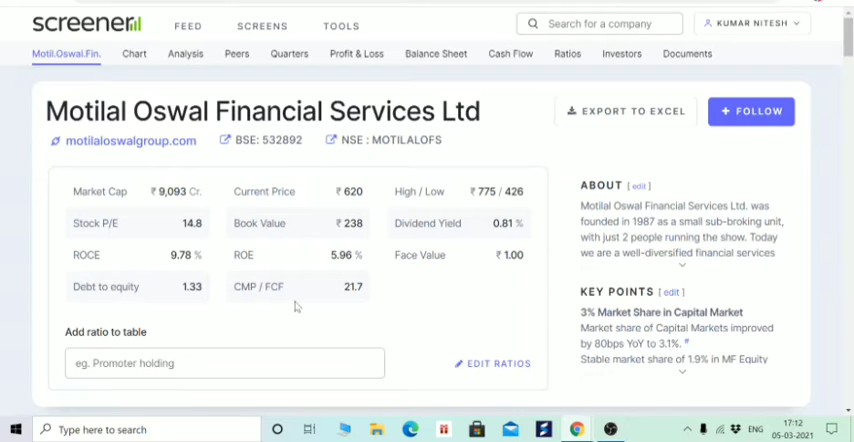 screener
FEED SCREENS TOOLS
Search for a company
KUMAR NITESH
Motil.Oswal.Fin. Chart Analysis Peers Quarters Profit & Loss Balance Sheet Cash Flow Ratios Investors Documents
Motilal Oswal Financial Services Ltd
EXPORT TO EXCEL
+ FOLLOW
motilaloswalgroup.com BSE: 532892 NSE : MOTILALOFS
Market Cap ₹ 9,093 Cr. Current Price ₹ 620 High / Low ₹ 775 / 426
Stock P/E 14.8 Book Value ₹ 238 Dividend Yield 0.81 %
ROCE 9.78 % ROE 5.96 % Face Value ₹ 1.00
Debt to equity 1.33 CMP / FCF 21.7
Add ratio to table
eg. Promoter holding
EDIT RATIOS
ABOUT [ edit ]
Motilal Oswal Financial Services Ltd. was
founded in 1987 as a small sub-broking unit,
with just 2 people running the show. Today
we are a well-diversified financial services
KEY POINTS [ edit ]
3% Market Share in Capital Market
Market share of Capital Markets improved
by 80bps YoY to 3.1%. #
Stable market share of 1.9% in MF Equity
Type here to search
ENG
17:12
05-03-2021